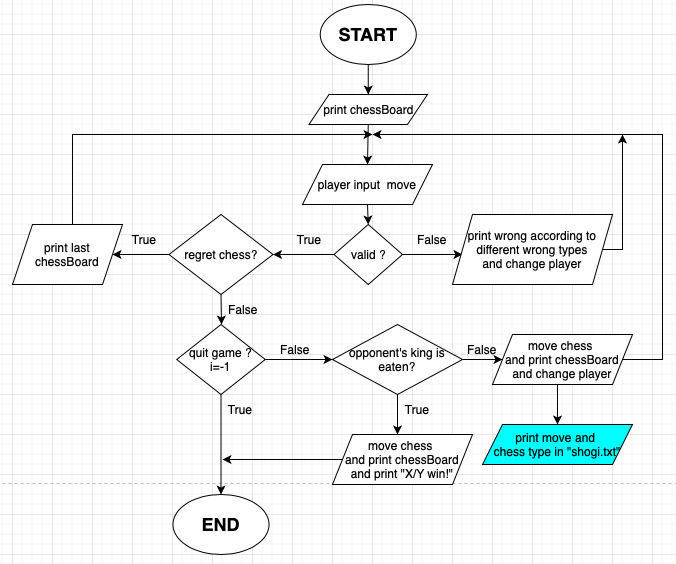 START
print chessBoard
player input move
print last
chessBoard
True
regret chess?
True
valid ?
False
print wrong according to
different wrong types
and change player
False
quit game ?
i=-1
False
opponent's king is
eaten?
False
move chess
and print chessBoard
and change player
True
True
move chess
and print chessBoard
and print "X/Y win!"
print move and
chess type in "shogi.txt"
END